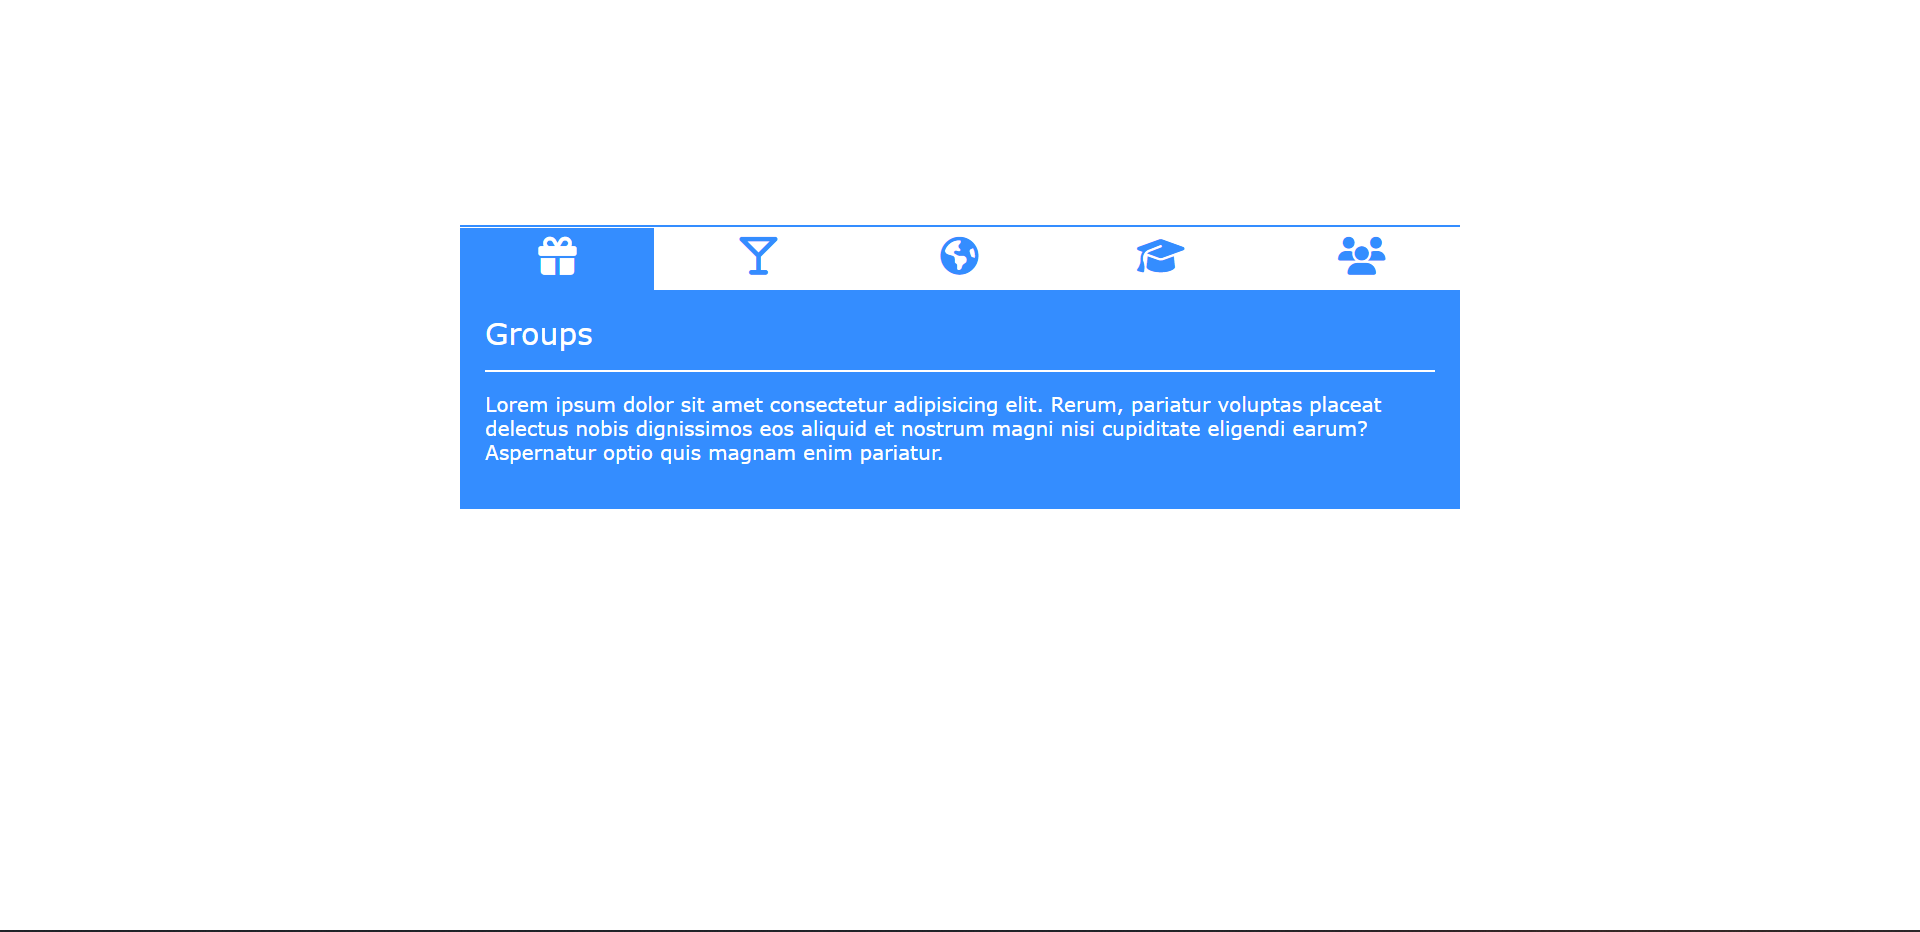 Groups
Lorem ipsum dolor sit amet consectetur adipisicing elit. Rerum, pariatur voluptas placeat
delectus nobis dignissimos eos aliquid et nostrum magni nisi cupiditate eligendi earum?
Aspernatur optio quis magnam enim pariatur.